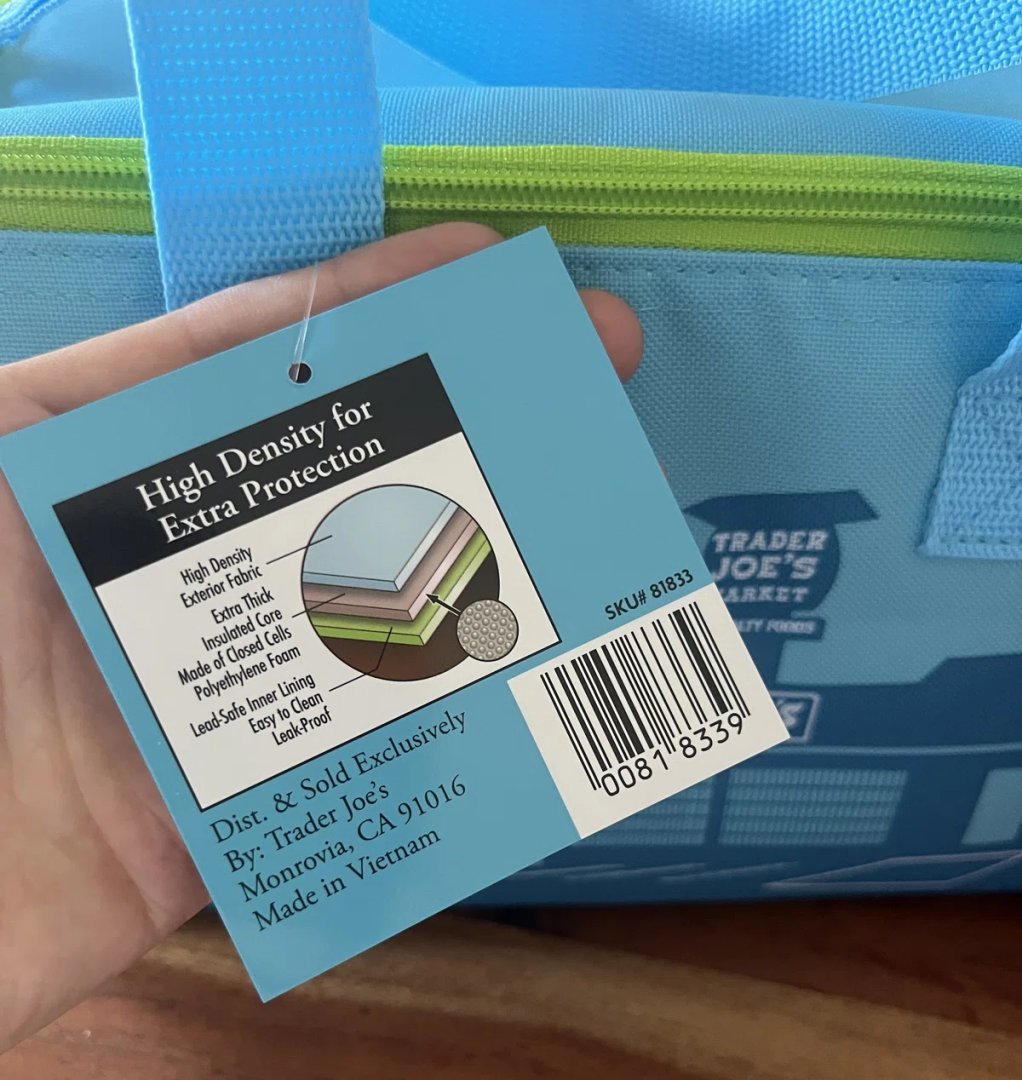 High Density for
Extra Protection
High Density
Exterior Fabric
Extra Thick
Insulated Core
Made of Closed Cells
Polyethylene Foam
Lead-Safe Inner Lining
Easy to Clean
Leak-Proof
Dist. & Sold Exclusively
By: Trader Joe's
Monrovia, CA 91016
Made in Vietnam
SKU# 81833
0081 8339
TRADER
JOE'S
FOODS